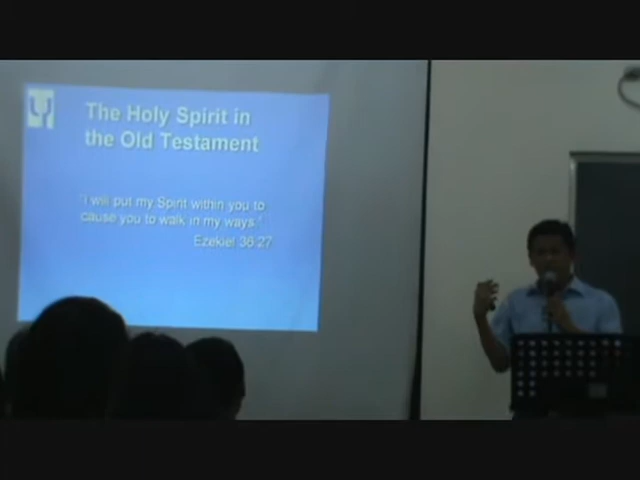 The Holy Spirit in
the Old Testament
"I will put my Spirit within you to
cause you to walk in my ways."
Ezekiel 36:27